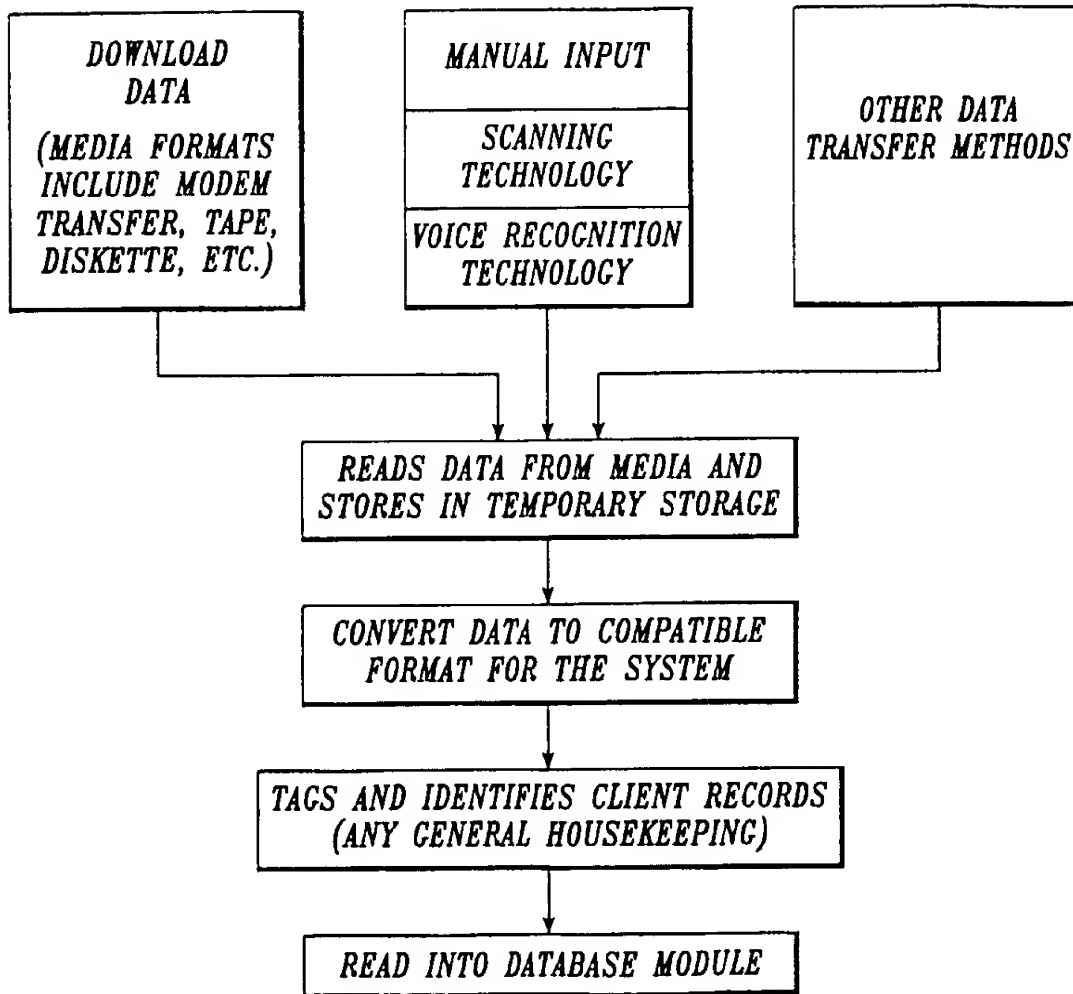 DOWNLOAD
DATA
(MEDIA FORMATS
INCLUDE MODEM
TRANSFER, TAPE,
DISKETTE, ETC.)
MANUAL INPUT
SCANNING
TECHNOLOGY
VOICE RECOGNITION
TECHNOLOGY
OTHER DATA
TRANSFER METHODS
READS DATA FROM MEDIA AND
STORES IN TEMPORARY STORAGE
CONVERT DATA TO COMPATIBLE
FORMAT FOR THE SYSTEM
TAGS AND IDENTIFIES CLIENT RECORDS
(ANY GENERAL HOUSEKEEPING)
READ INTO DATABASE MODULE